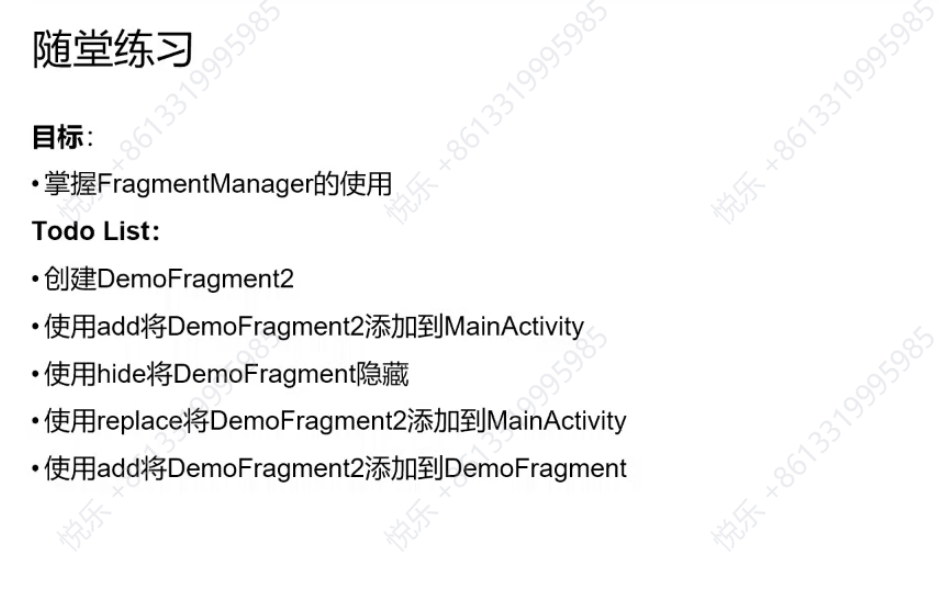 随堂练习
目标：
•掌握FragmentManager的使用
Todo List：
•创建DemoFragment2
•使用add将DemoFragment2添加到MainActivity
•使用hide将DemoFragment隐藏
•使用replace将DemoFragment2添加到MainActivity
•使用add将DemoFragment2添加到DemoFragment
悦乐 +8613319995985
悦乐 +8613319995985
悦乐 +8613319995985
悦乐 +8613319995985
悦乐 +8613319995985
悦乐 +8613319995985